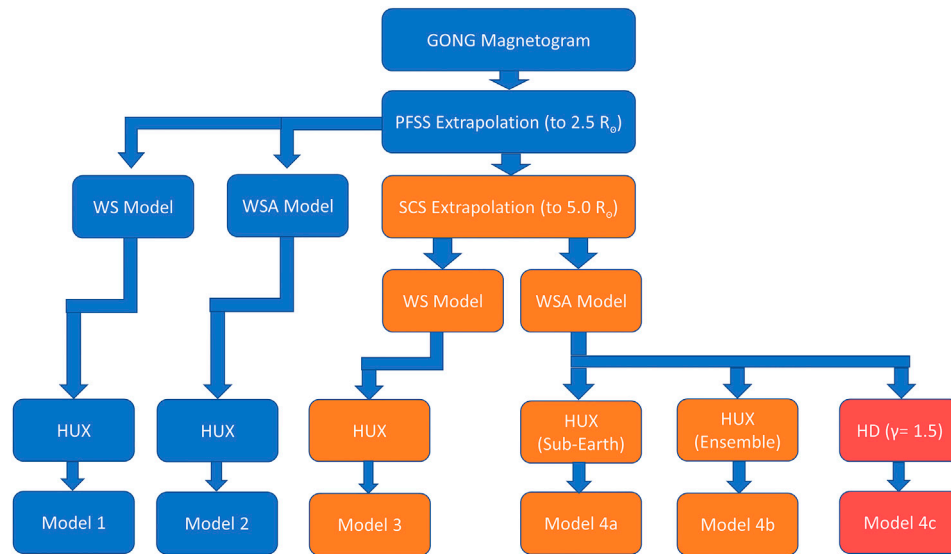 GONG Magnetogram
PFSS Extrapolation (to 2.5 R⊙)
WS Model
WSA Model
SCS Extrapolation (to 5.0 R⊙)
WS Model
WSA Model
HUX
HUX
HUX
HUX
(Sub-Earth)
HUX
(Ensemble)
HD (γ= 1.5)
Model 1
Model 2
Model 3
Model 4a
Model 4b
Model 4c